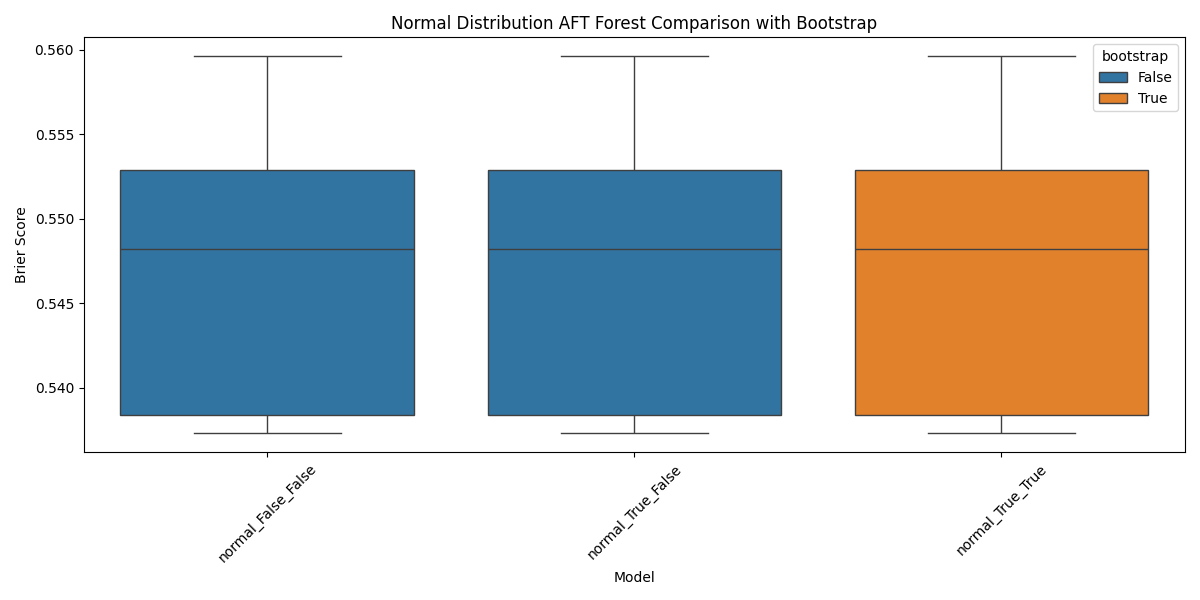 Normal Distribution AFT Forest Comparison with Bootstrap
bootstrap
False
True
Brier Score
0.560
0.555
0.550
0.545
0.540
normal_False_False
normal_True_False
normal_True_True
Model